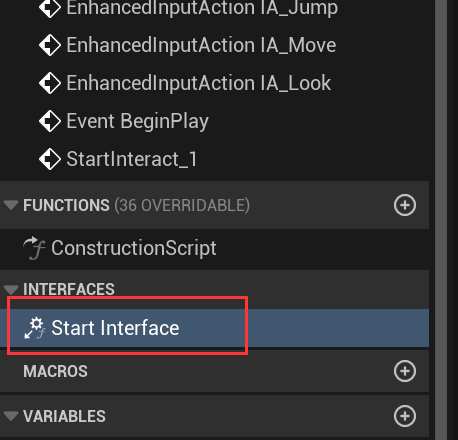 EnhancedInputAction IA_Jump
EnhancedInputAction IA_Move
EnhancedInputAction IA_Look
Event BeginPlay
StartInteract_1
FUNCTIONS (36 OVERRIDABLE)
ConstructionScript
INTERFACES
Start Interface
MACROS
VARIABLES